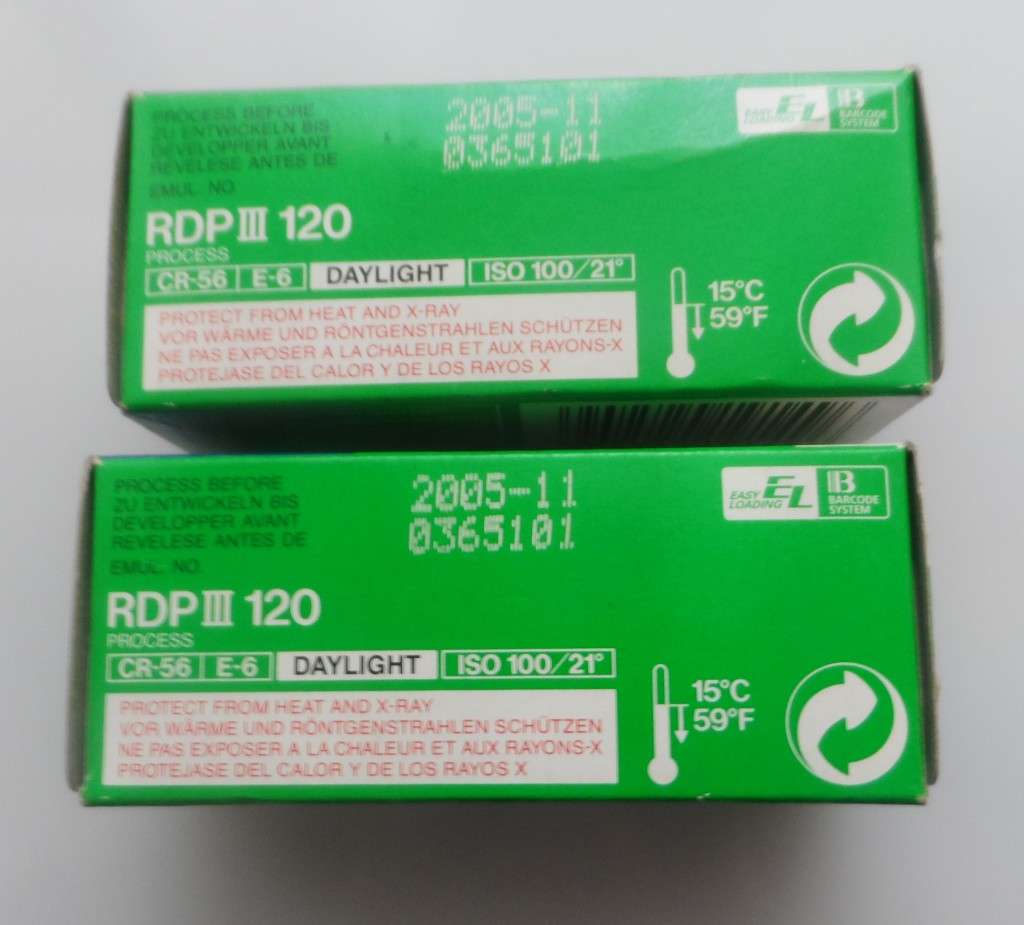 PROCESS BEFORE
ZU ENTWICKELN BIS
DEVELOPPER AVANT
REVELESE ANTES DE
EMUL. NO.
2005-11
0365101
EASY LOADING EL
B BARCODE SYSTEM
RDP III 120
PROCESS
CR-56 E-6 DAYLIGHT ISO 100/21°
PROTECT FROM HEAT AND X-RAY
VOR WÄRME UND RÖNTGENSTRAHLEN SCHÜTZEN
NE PAS EXPOSER A LA CHALEUR ET AUX RAYONS-X
PROTEJASE DEL CALOR Y DE LOS RAYOS X
15°C
59°F
PROCESS BEFORE
ZU ENTWICKELN BIS
DEVELOPPER AVANT
REVELESE ANTES DE
EMUL. NO.
2005-11
0365101
EASY LOADING EL
B BARCODE SYSTEM
RDP III 120
PROCESS
CR-56 E-6 DAYLIGHT ISO 100/21°
PROTECT FROM HEAT AND X-RAY
VOR WÄRME UND RÖNTGENSTRAHLEN SCHÜTZEN
NE PAS EXPOSER A LA CHALEUR ET AUX RAYONS-X
PROTEJASE DEL CALOR Y DE LOS RAYOS X
15°C
59°F